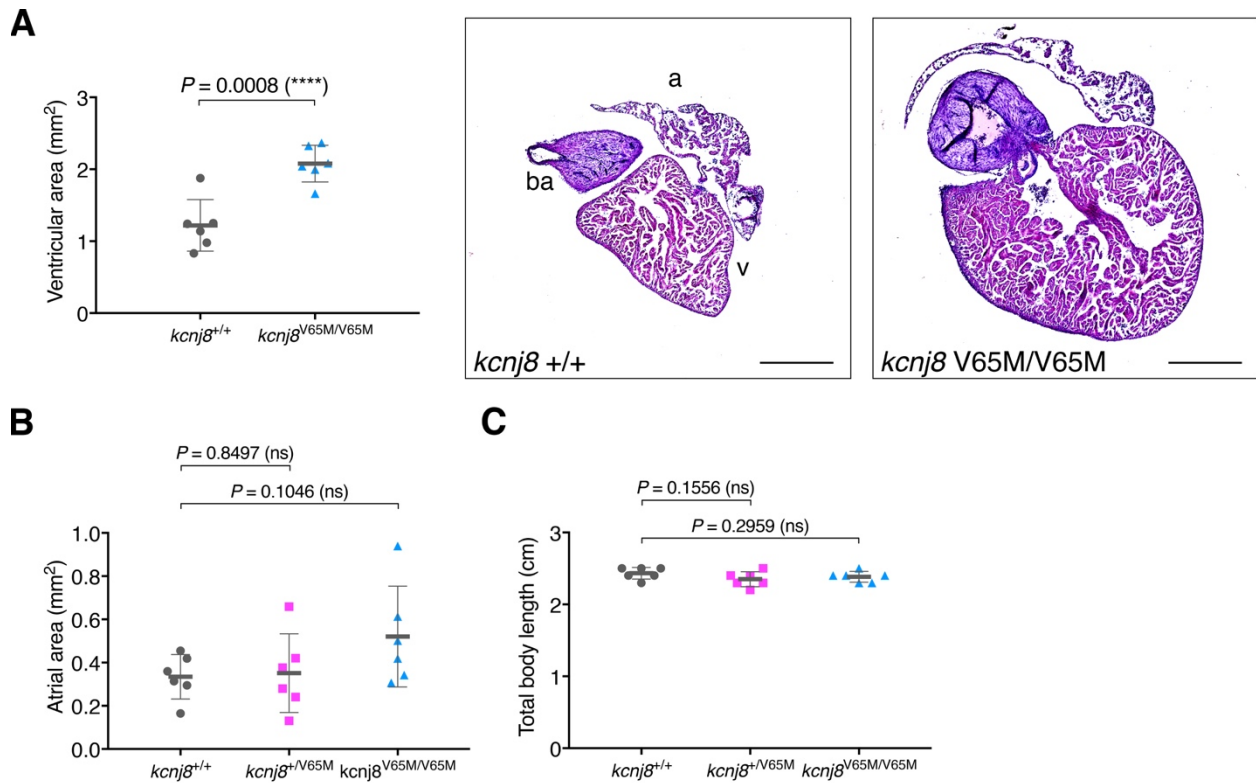 A
P = 0.0008 (****)
Ventricular area (mm²)
3
2
1
0
kcnj8+/+
kcnj8V65M/V65M
a
ba
v
kcnj8 +/+
kcnj8 V65M/V65M
B
P = 0.8497 (ns)
P = 0.1046 (ns)
Atrial area (mm²)
1.0
0.8
0.6
0.4
0.2
0.0
kcnj8+/+
kcnj8+/V65M
kcnj8V65M/V65M
C
P = 0.1556 (ns)
P = 0.2959 (ns)
Total body length (cm)
3
2
1
0
kcnj8+/+
kcnj8+/V65M
kcnj8V65M/V65M